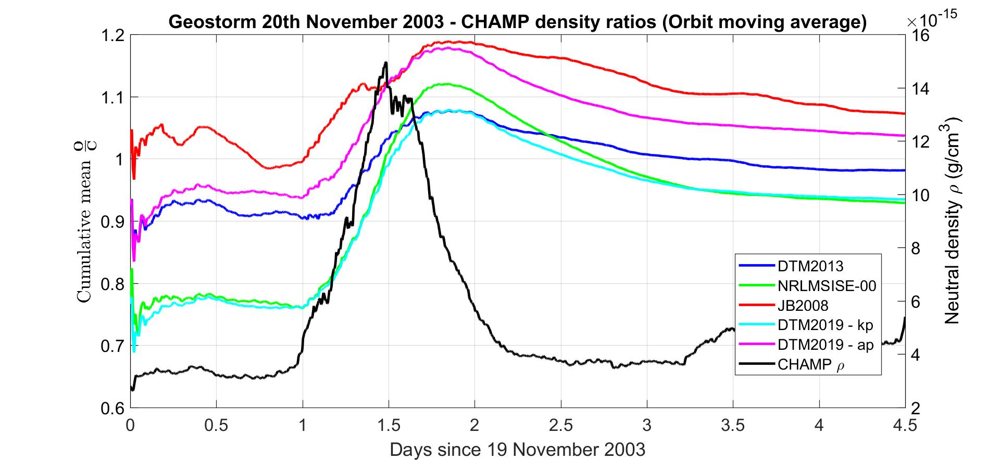 Geostorm 20th November 2003 - CHAMP density ratios (Orbit moving average)
×10-15
1.2
1.1
1
0.9
0.8
0.7
0.6
Cumulative mean O/C
16
14
12
10
8
6
4
2
Neutral density ρ (g/cm3)
DTM2013
NRLMSISE-00
JB2008
DTM2019 - kp
DTM2019 - ap
CHAMP ρ
0 0.5 1 1.5 2 2.5 3 3.5 4 4.5
Days since 19 November 2003